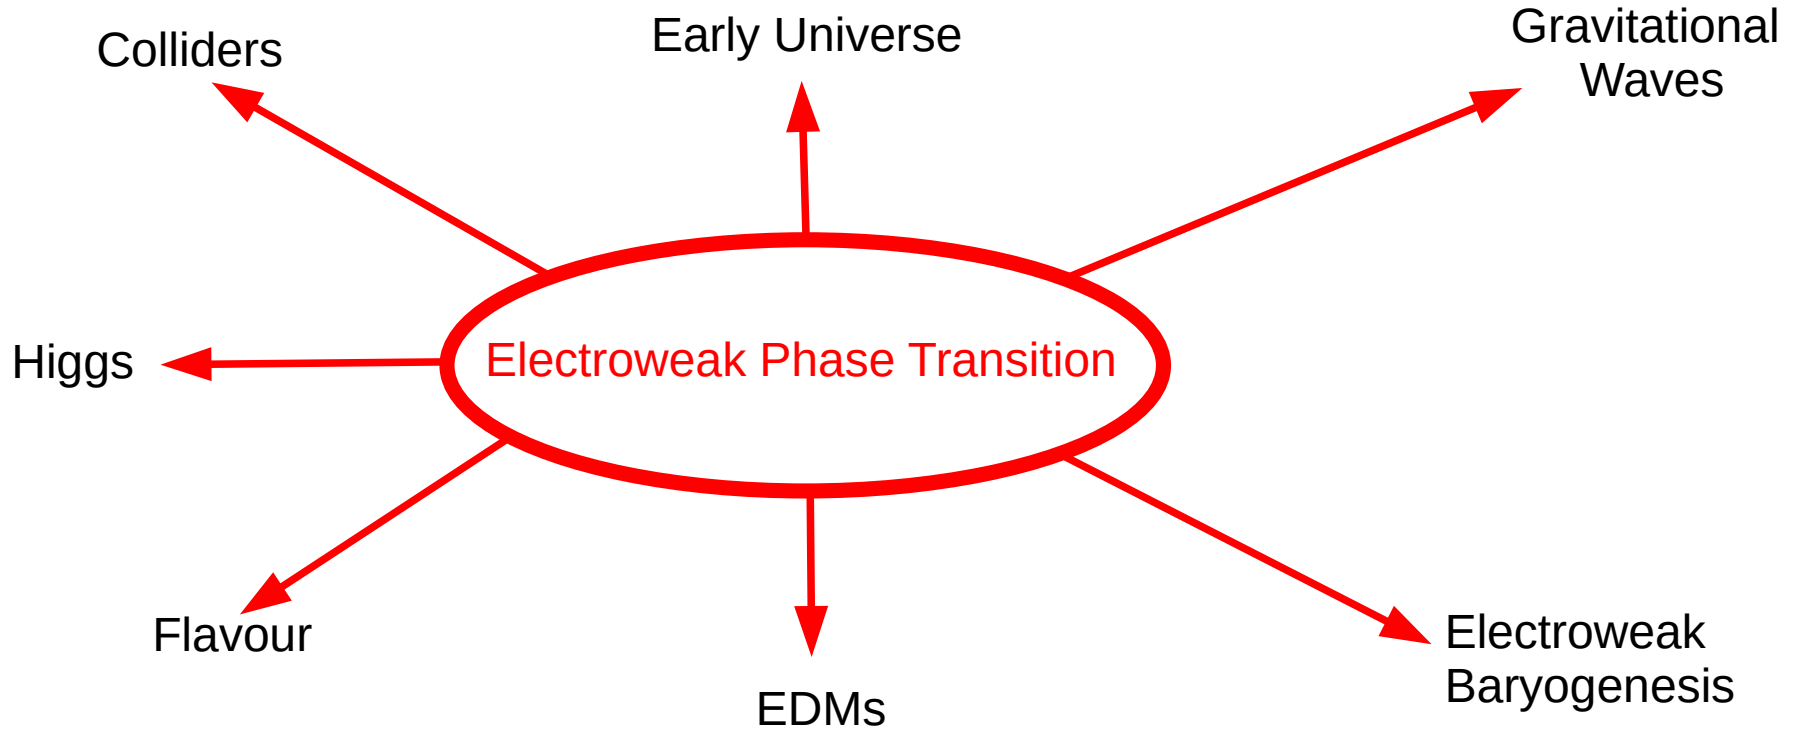 Colliders
Early Universe
Gravitational
Waves
Higgs
Electroweak Phase Transition
Flavour
EDMs
Electroweak
Baryogenesis